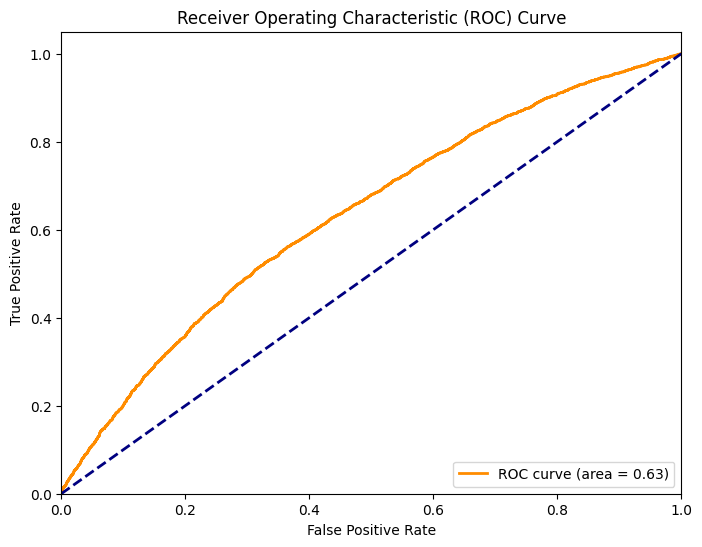 Receiver Operating Characteristic (ROC) Curve
1.0
0.8
0.6
0.4
0.2
0.0
True Positive Rate
ROC curve (area = 0.63)
0.0 0.2 0.4 0.6 0.8 1.0
False Positive Rate